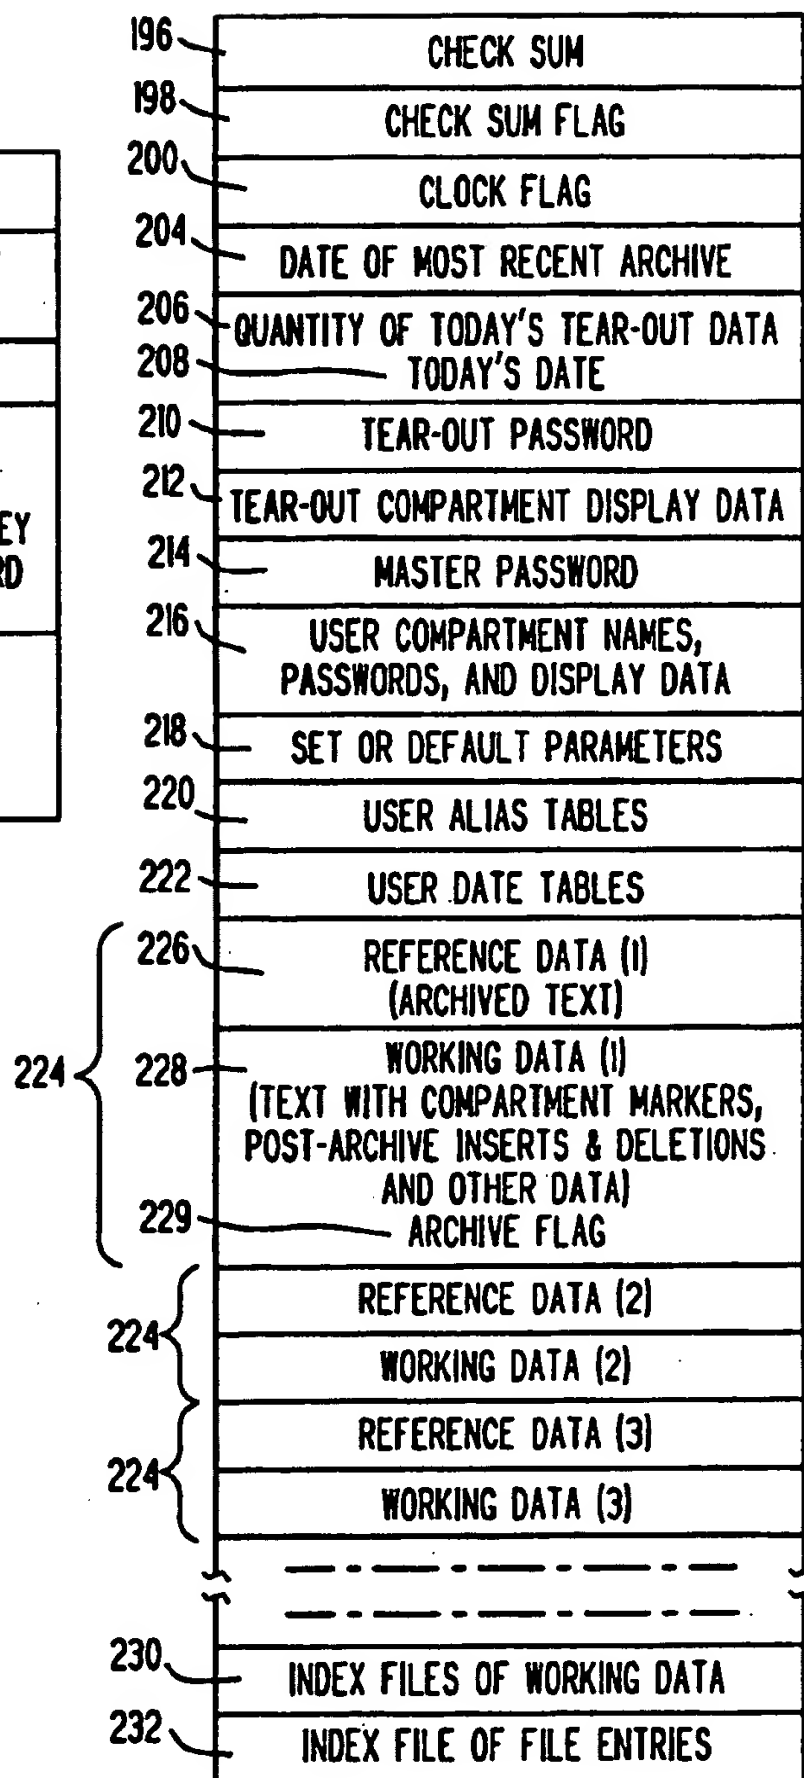 196 CHECK SUM
198 CHECK SUM FLAG
200 CLOCK FLAG
204 DATE OF MOST RECENT ARCHIVE
206 QUANTITY OF TODAY'S TEAR-OUT DATA
208 TODAY'S DATE
210 TEAR-OUT PASSWORD
212 TEAR-OUT COMPARTMENT DISPLAY DATA
214 MASTER PASSWORD
216 USER COMPARTMENT NAMES,
PASSWORDS, AND DISPLAY DATA
218 SET OR DEFAULT PARAMETERS
220 USER ALIAS TABLES
222 USER DATE TABLES
226 REFERENCE DATA (1)
(ARCHIVED TEXT)
224 228 WORKING DATA (1)
(TEXT WITH COMPARTMENT MARKERS,
POST-ARCHIVE INSERTS & DELETIONS
AND OTHER DATA)
229 ARCHIVE FLAG
REFERENCE DATA (2)
224
WORKING DATA (2)
REFERENCE DATA (3)
224
WORKING DATA (3)
230 INDEX FILES OF WORKING DATA
232 INDEX FILE OF FILE ENTRIES